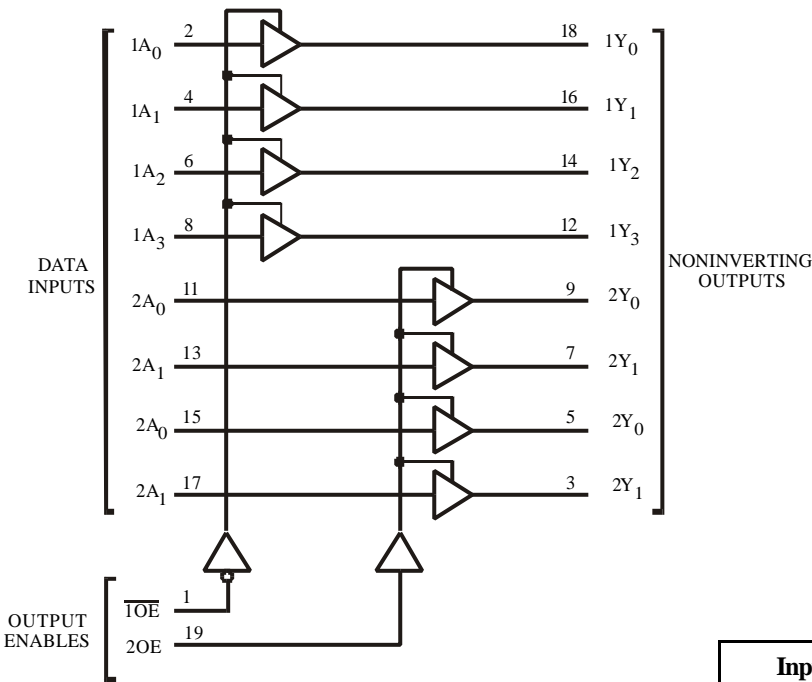 1A0 2 18 1Y0
1A1 4 16 1Y1
1A2 6 14 1Y2
1A3 8 12 1Y3
DATA
INPUTS
NONINVERTING
OUTPUTS
2A0 11 9 2Y0
2A1 13 7 2Y1
2A0 15 5 2Y0
2A1 17 3 2Y1
OUTPUT
ENABLES
1OE 1
2OE 19
Inp